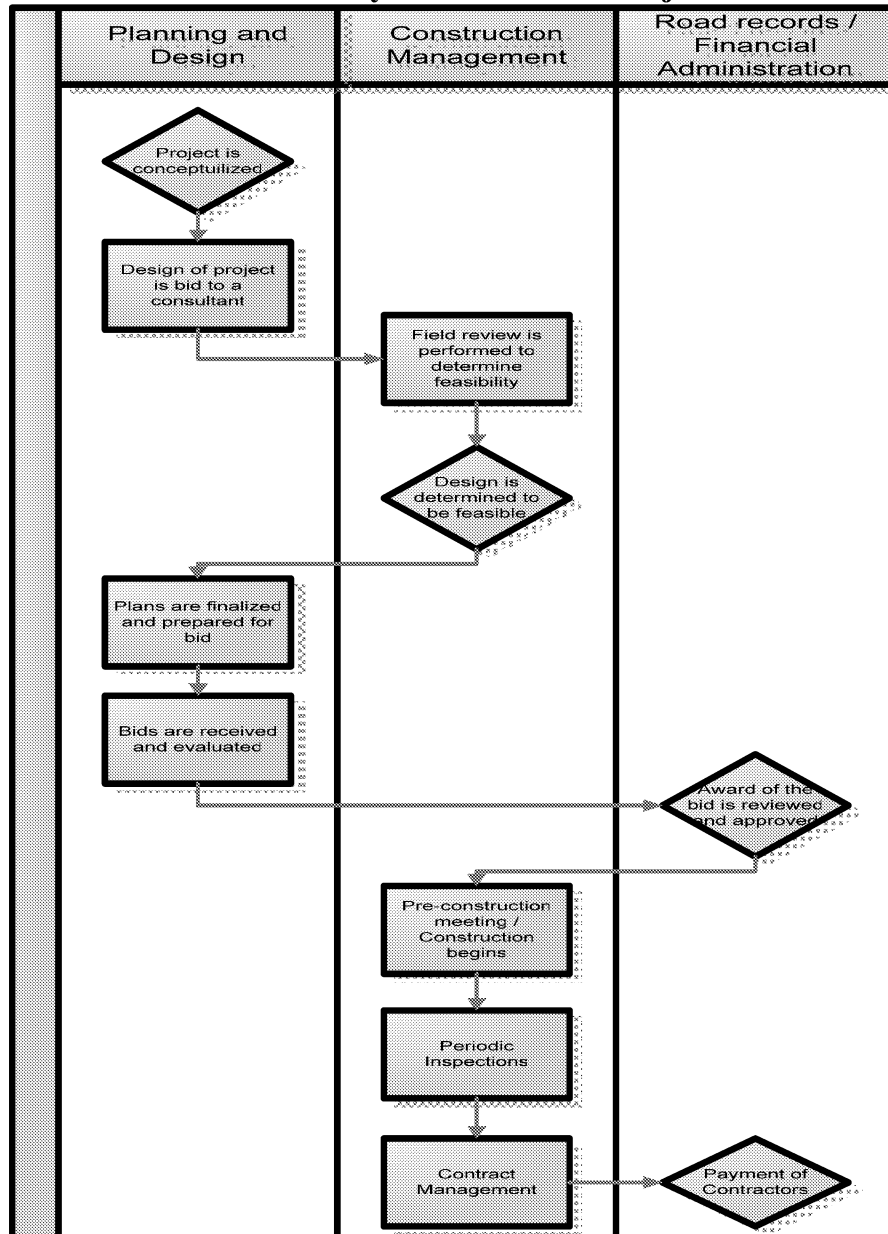 Planning and
Design
Construction
Management
Road records /
Financial
Administration
Project is
conceptuilized
Design of project
is bid to a
consultant
Field review is
performed to
determine
feasibility
Design is
determined to
be feasible
Plans are finalized
and prepared for
bid
Bids are received
and evaluated
Award of the
bid is reviewed
and approved
Pre-construction
meeting /
Construction
begins
Periodic
Inspections
Contract
Management
Payment of
Contractors